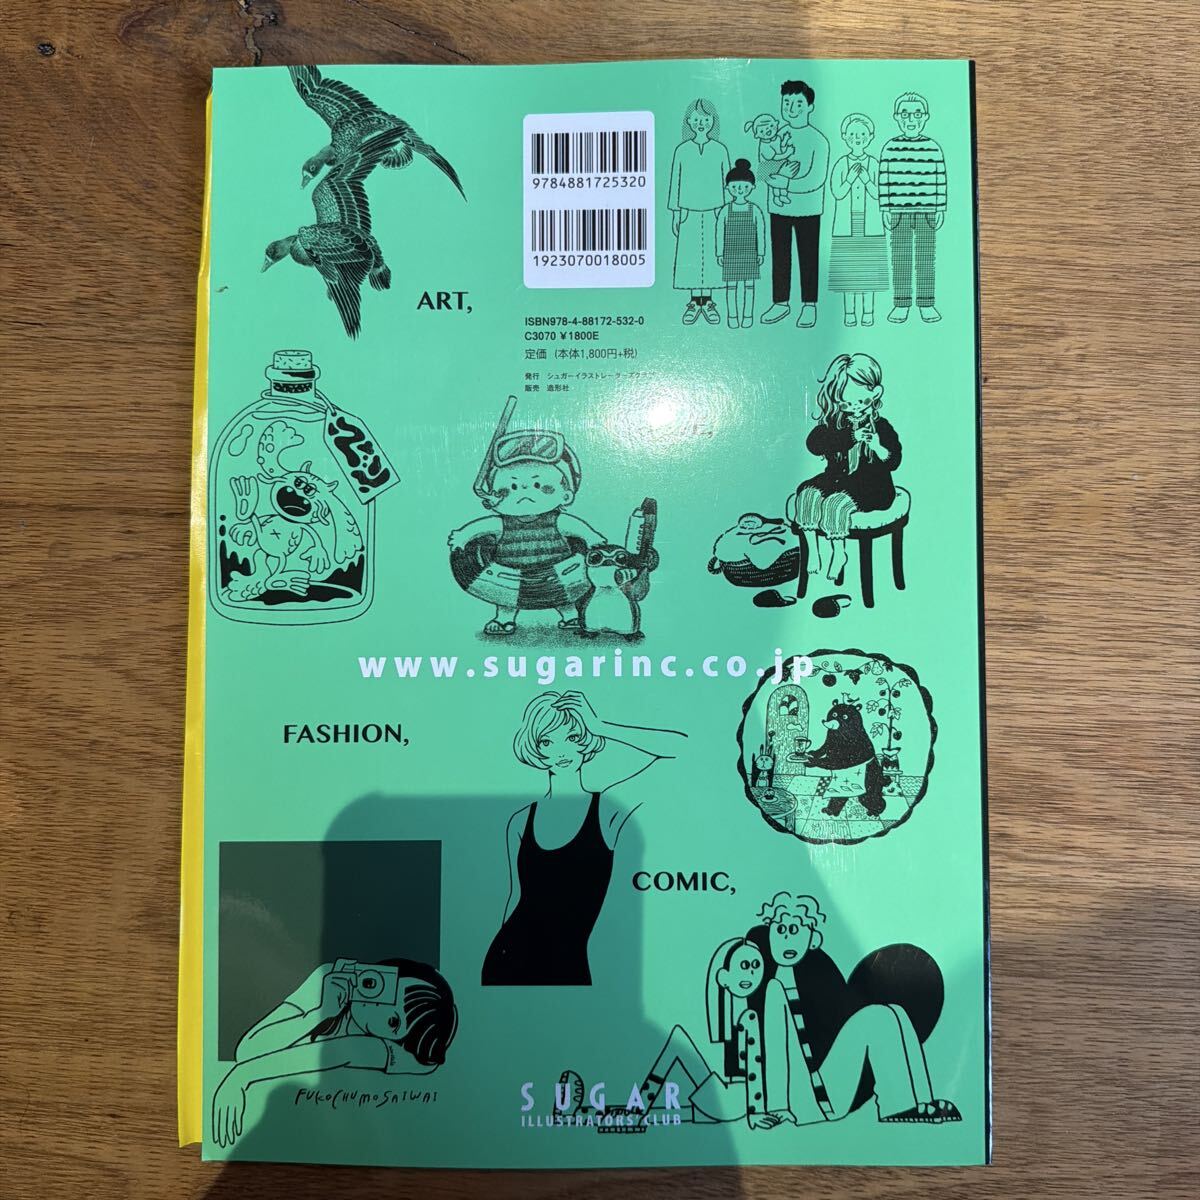 9784881725320
1923070018005
ART,
ISBN978-4-88172-532-0
C3070 ¥1800E
定価 (本体1,800円+税)
発行 シュガーイラストレーターズクラブ
販売 造形社
www.sugarinc.co.jp
FASHION,
COMIC,
FUKOCHUMOSAIWAI
SUGAR
ILLUSTRATORS' CLUB